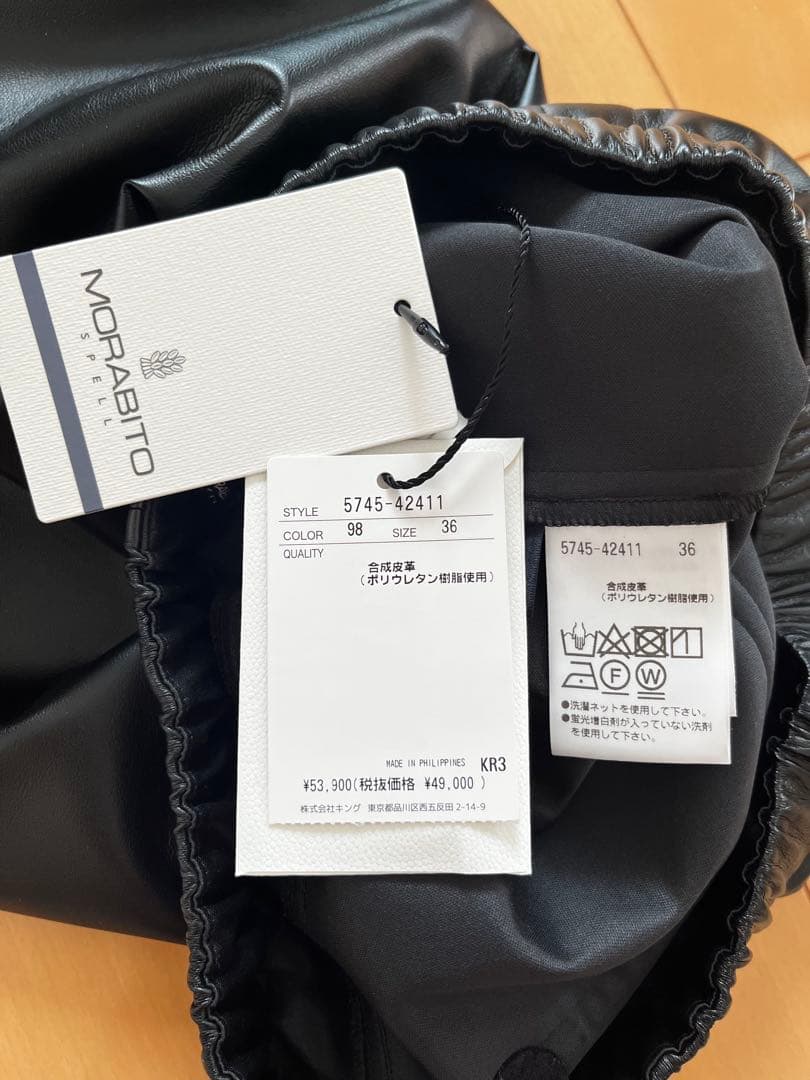 MORABITO
SPELL
STYLE 5745-42411
COLOR 98 SIZE 36
QUALITY
合成皮革
(ポリウレタン樹脂使用)
MADE IN PHILIPPINES KR3
¥53,900(税抜価格 ¥49,000 )
株式会社キング 東京都品川区西五反田 2-14-9
5745-42411 36
合成皮革
(ポリウレタン樹脂使用)
F W
●洗濯ネットを使用して下さい。
●蛍光増白剤が入っていない洗剤
を使用して下さい。